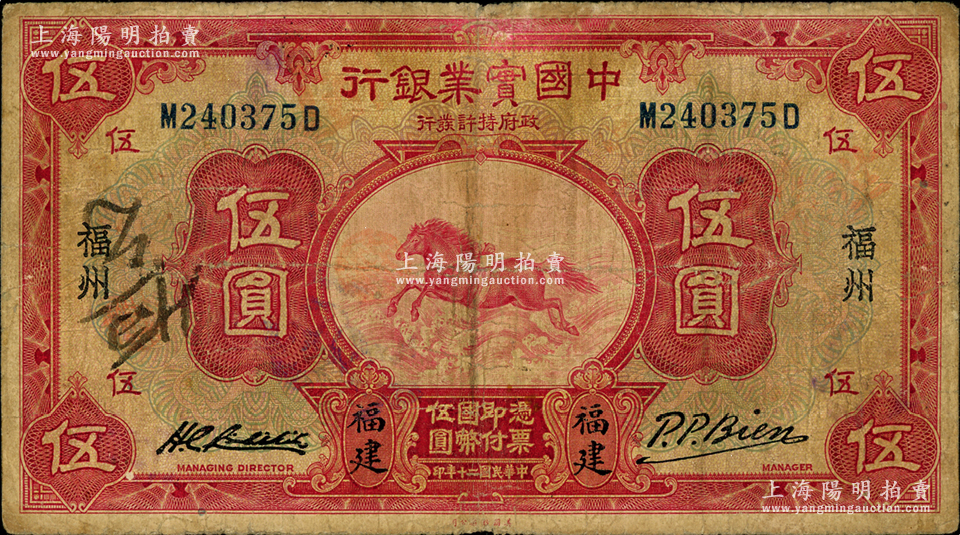 上海陽明拍賣
www.yangmingauction.com
伍
伍
行銀業實國中
行業許特府政
M240375D
M240375D
伍
伍
伍圓
伍圓
福州
福州
上海陽明拍賣
www.yangmingauction.com
伍
伍
憑票
即付
國幣
伍圓
福建
福建
P.P.Bien
MANAGING DIRECTOR
MANAGER
印年十二國民華中
伍
伍
上海陽明拍賣
www.yangmingauction.com